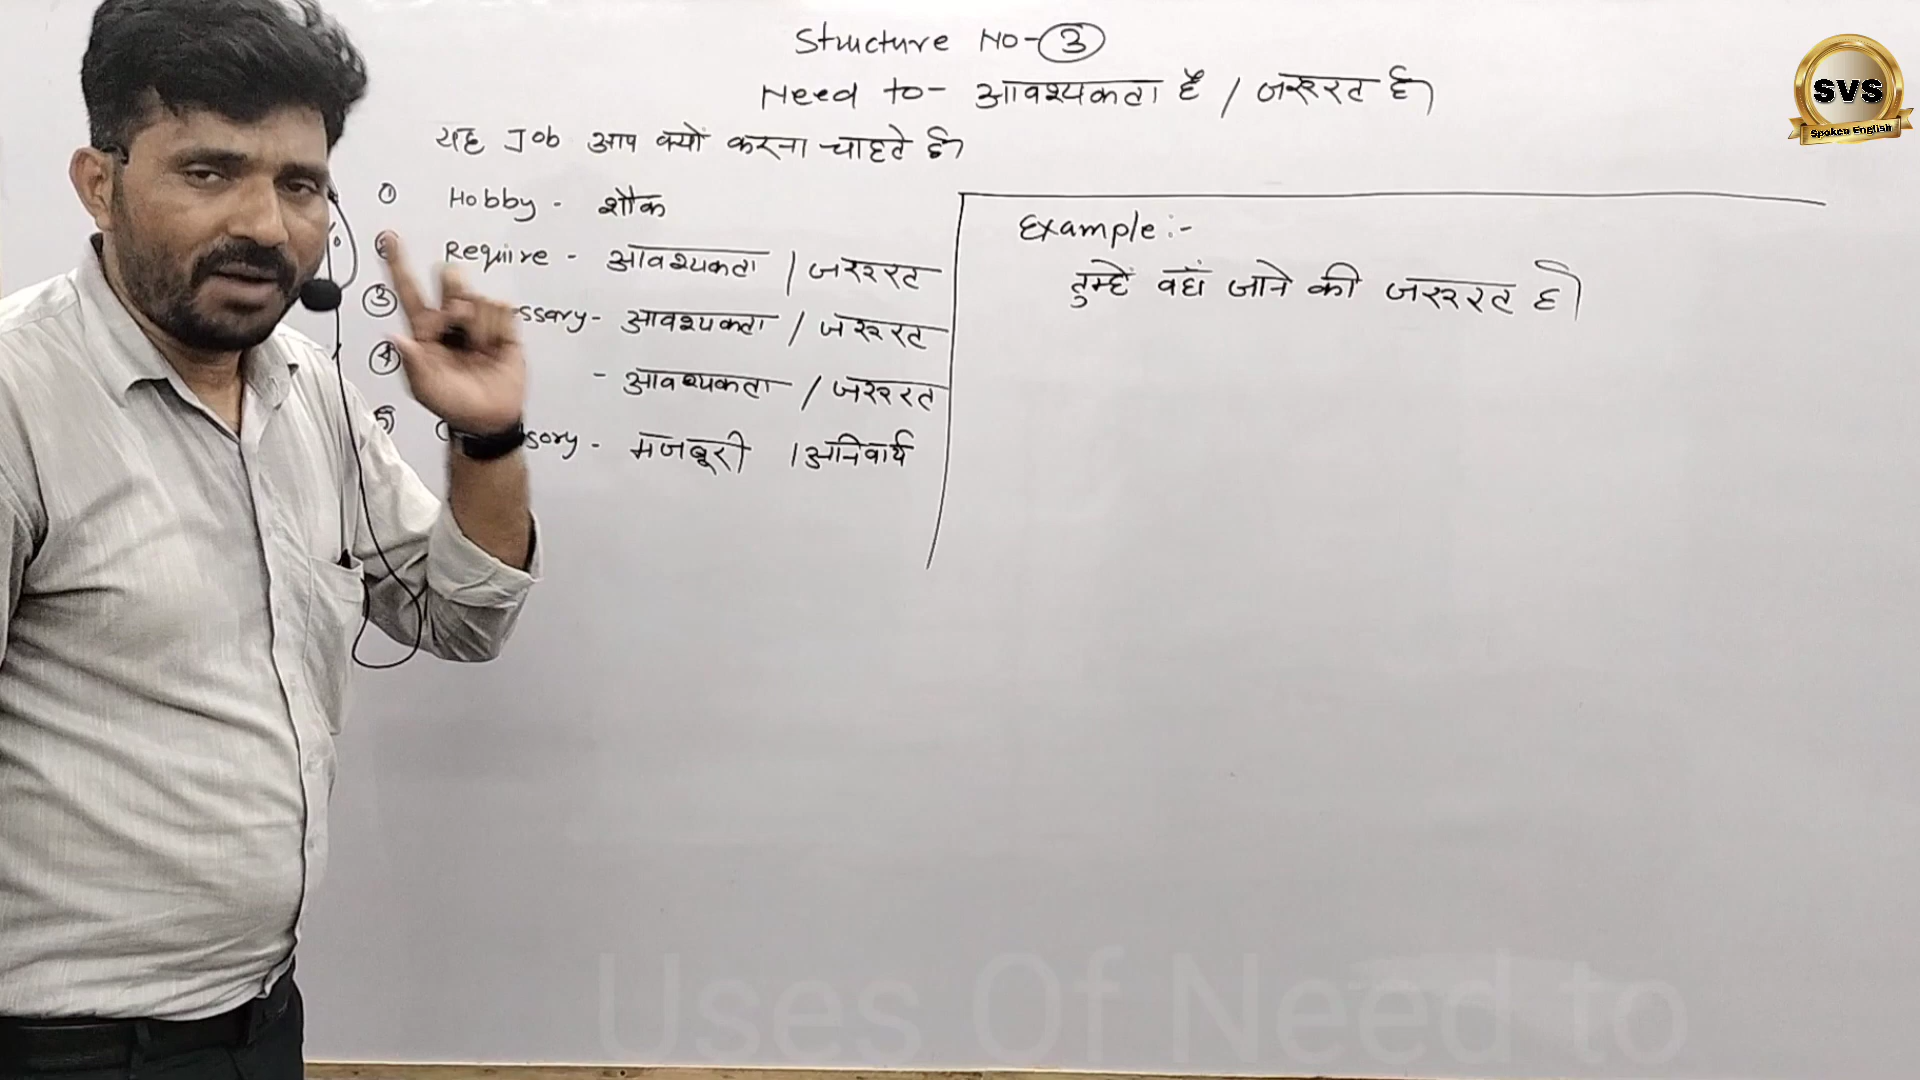 Structure No-③
Need to- आवश्यकता है / जरूरत है।
यह Job आप क्यों करना चाहते है।
① Hobby - शौक
② Require - आवश्यकता / जरूरत
③ - आवश्यकता / जरूरत
④ - आवश्यकता / जरूरत
⑤ - मजबूरी / अनिवार्य
Example:-
तुम्हें वहाँ जाने की जरूरत है।
SVS
Spoken English
Uses Of Need to